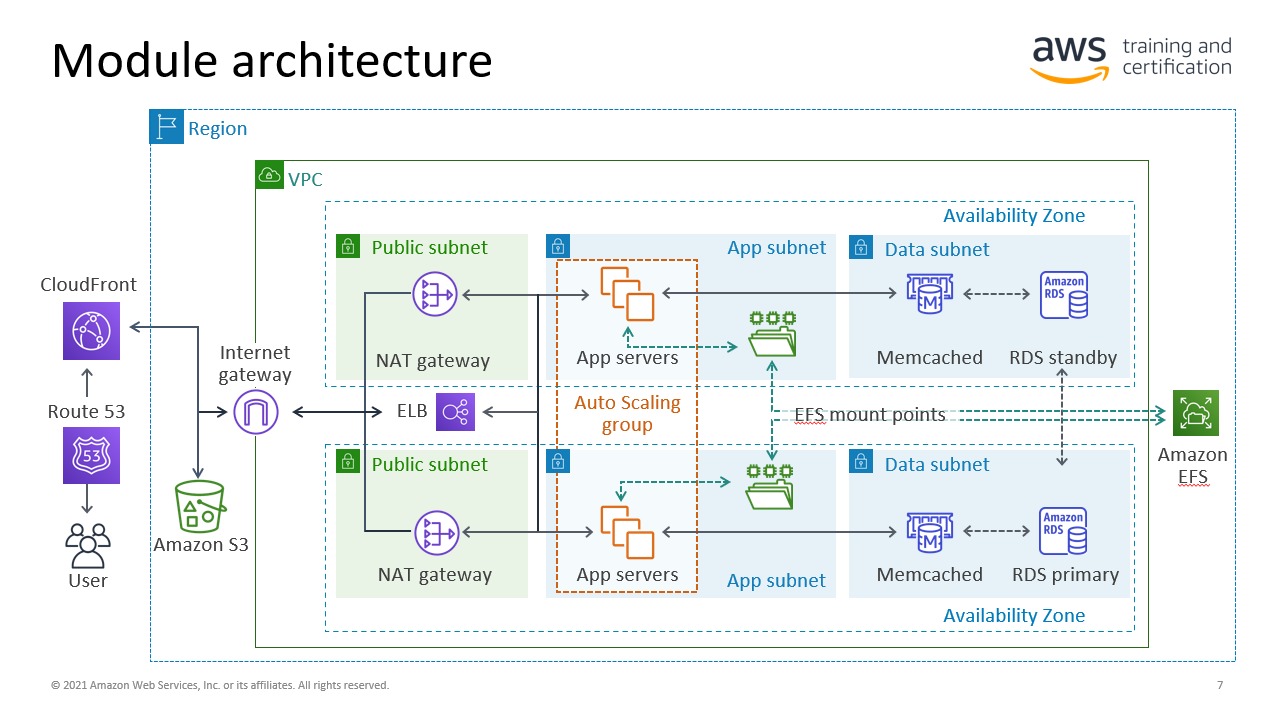 Module architecture
aws training and
certification
Region
VPC
Availability Zone
Public subnet
App subnet
Data subnet
CloudFront
Internet
gateway
NAT gateway
App servers
Memcached
Amazon
RDS
RDS standby
M
Route 53
53
ELB
Auto Scaling
group
EFS mount points
Amazon
EFS
Public subnet
Data subnet
Amazon S3
User
NAT gateway
App servers
App subnet
M
Memcached
Amazon
RDS
RDS primary
Availability Zone
© 2021 Amazon Web Services, Inc. or its affiliates. All rights reserved.
7